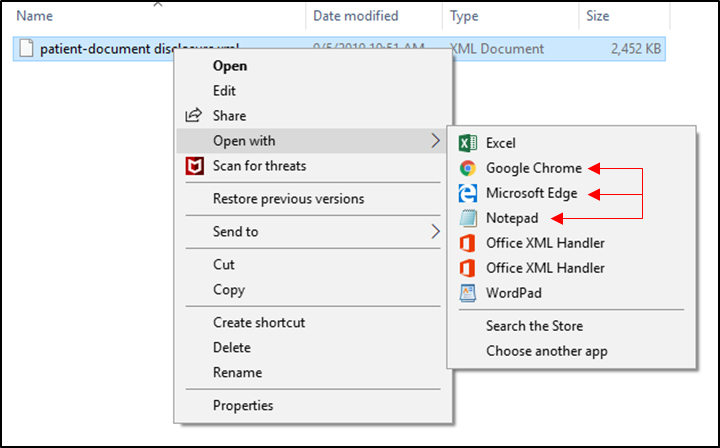 Name Date modified Type Size
patient-document disclosure.xml 9/5/2019 10:51 AM XML Document 2,452 KB
Open
Edit
Share
Open with
Scan for threats
Restore previous versions
Send to
Cut
Copy
Create shortcut
Delete
Rename
Properties
Excel
Google Chrome
Microsoft Edge
Notepad
Office XML Handler
Office XML Handler
WordPad
Search the Store
Choose another app